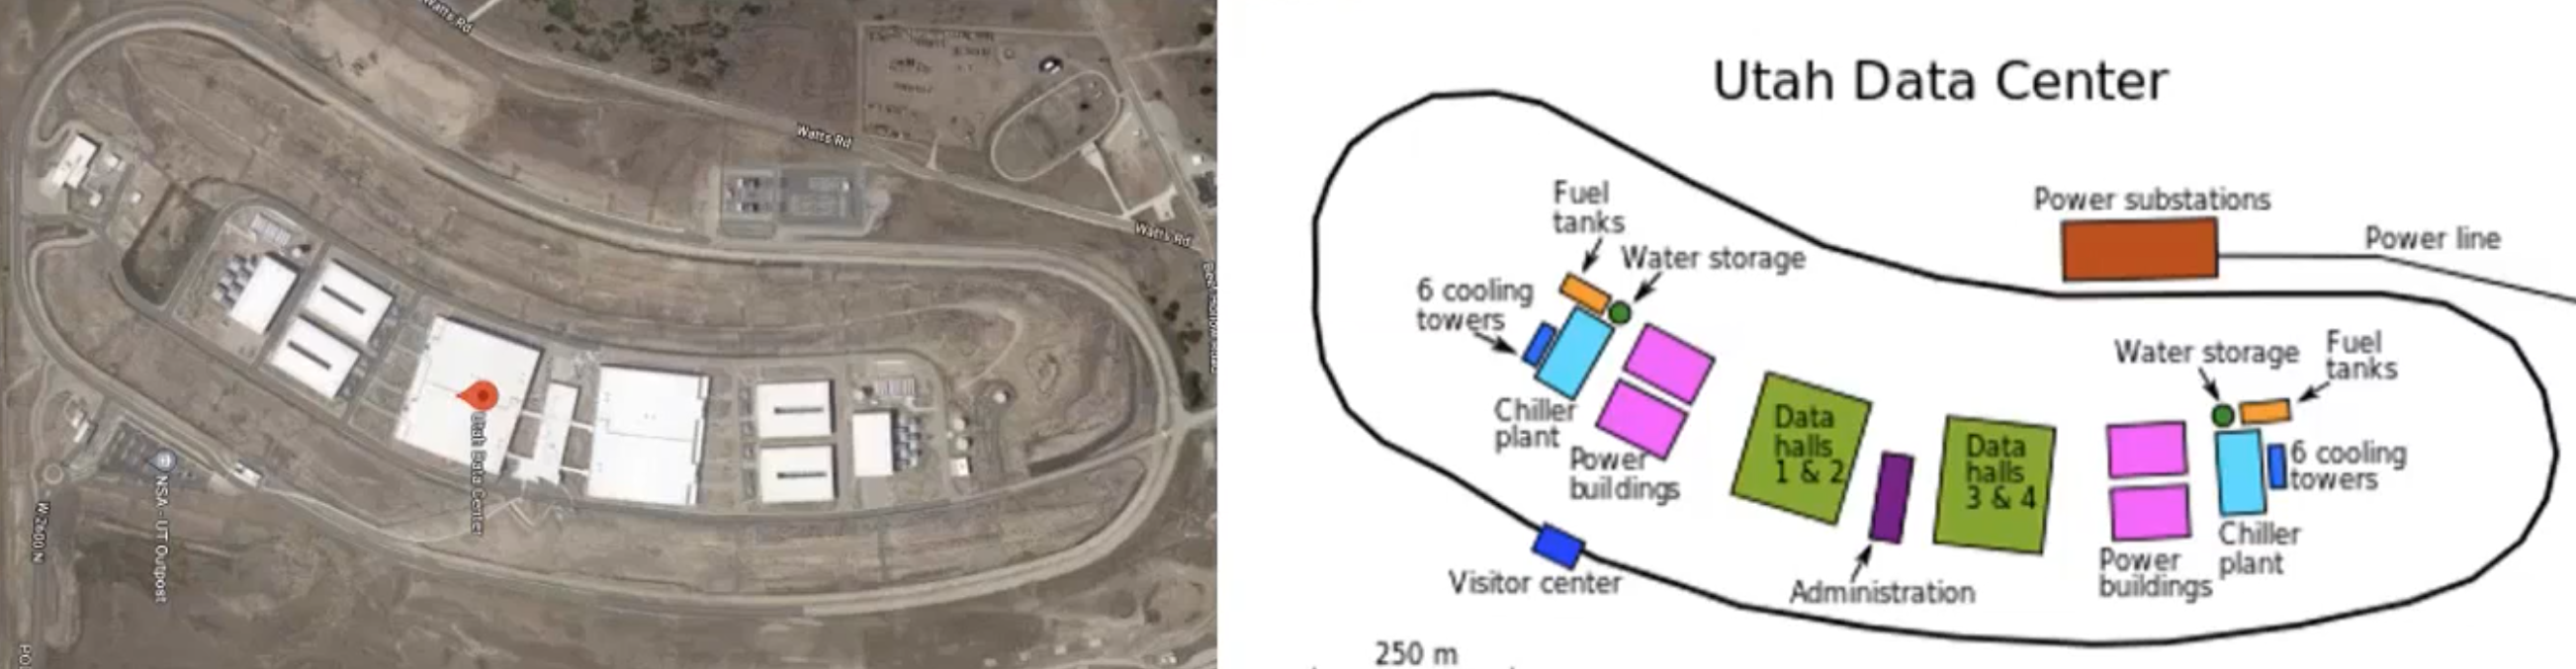 Watts Rd
Watts Rd
Watts Rd
Utah Data Center
NSA - UT Outpost
W 7600 N
Utah Data Center
Power substations
Power line
Fuel
tanks
Water storage
6 cooling
towers
Chiller
plant
Power
buildings
Data
halls
1 & 2
Data
halls
3 & 4
Administration
Visitor center
Water storage
Fuel
tanks
6 cooling
towers
Chiller
plant
Power
buildings
250 m